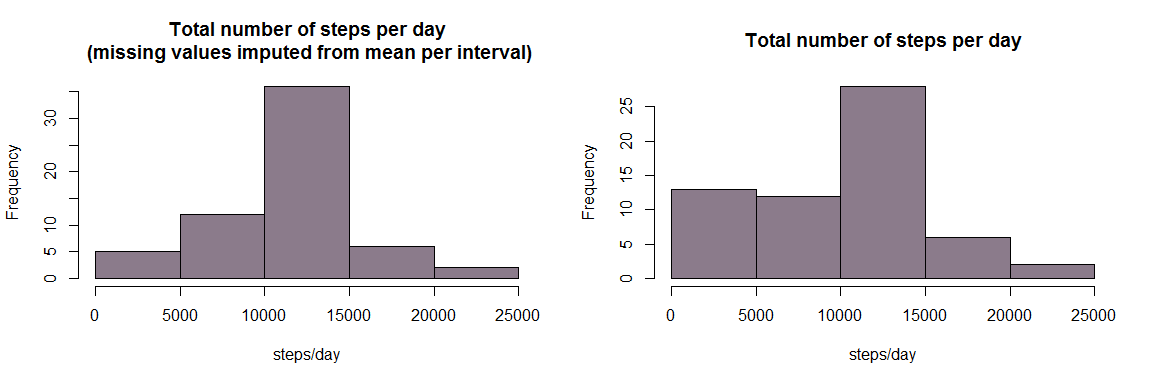 Total number of steps per day
(missing values imputed from mean per interval)
Frequency
30
20
10
5
0
0 5000 10000 15000 20000 25000
steps/day
Total number of steps per day
Frequency
25
20
15
10
5
0
0 5000 10000 15000 20000 25000
steps/day